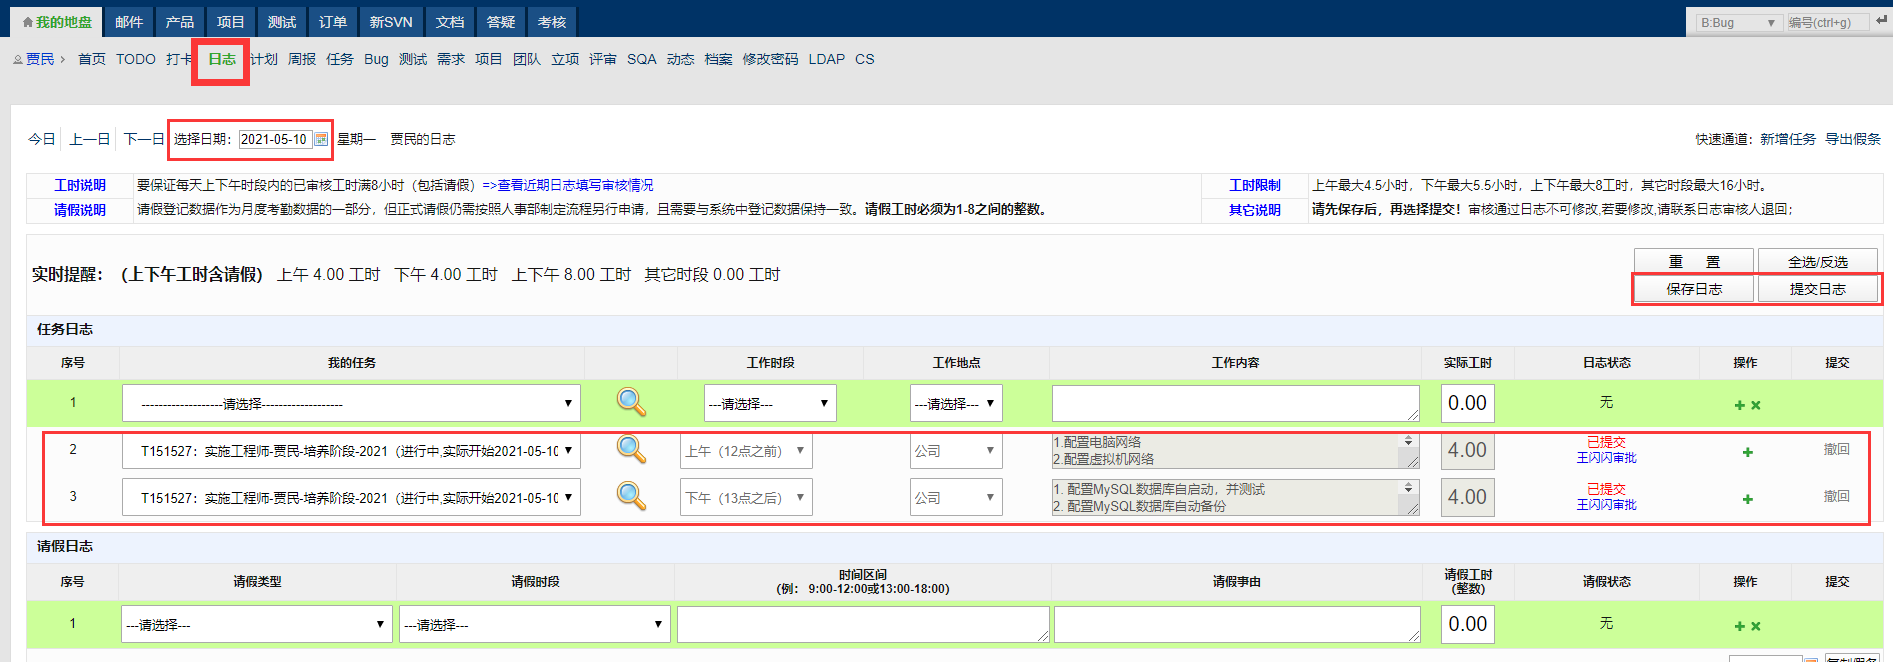 我的地盘 邮件 产品 项目 测试 订单 新SVN 文档 答疑 考核 B:Bug 编号(ctrl+g)
贾民 首页 TODO 打卡 日志 计划 周报 任务 Bug 测试 需求 项目 团队 立项 评审 SQA 动态 档案 修改密码 LDAP CS
今日 上一日 下一日 选择日期： 2021-05-10 星期一 贾民的日志 快速通道：新增任务 导出假条
工时说明 要保证每天上下午时段内的已审核工时满8小时（包括请假）=>查看近期日志填写审核情况 工时限制 上午最大4.5小时，下午最大5.5小时，上下午最大8工时，其它时段最大16小时。
请假说明 请假登记数据作为月度考勤数据的一部分，但正式请假仍需按照人事部制定流程另行申请，且需要与系统中登记数据保持一致。请假工时必须为1-8之间的整数。 其它说明 请先保存后，再选择提交！审核通过日志不可修改,若要修改,请联系日志审核人退回；
实时提醒：（上下午工时含请假） 上午 4.00 工时 下午 4.00 工时 上下午 8.00 工时 其它时段 0.00 工时
重 置 全选/反选
保存日志 提交日志
任务日志
序号 我的任务 工作时段 工作地点 工作内容 实际工时 日志状态 操作 提交
1 -------------------请选择------------------- ---请选择--- ---请选择--- 0.00 无
2 T151527：实施工程师-贾民-培养阶段-2021（进行中,实际开始2021-05-10 上午（12点之前） 公司 1.配置电脑网络 4.00 已提交 撤回
2.配置虚拟机网络 王闪闪审批
3 T151527：实施工程师-贾民-培养阶段-2021（进行中,实际开始2021-05-10 下午（13点之后） 公司 1. 配置MySQL数据库自启动，并测试 4.00 已提交 撤回
2. 配置MySQL数据库自动备份 王闪闪审批
请假日志
序号 请假类型 请假时段 时间区间 请假事由 请假工时 请假状态 操作 提交
(例： 9:00-12:00或13:00-18:00) (整数)
1 ---请选择--- ---请选择--- 0.00 无